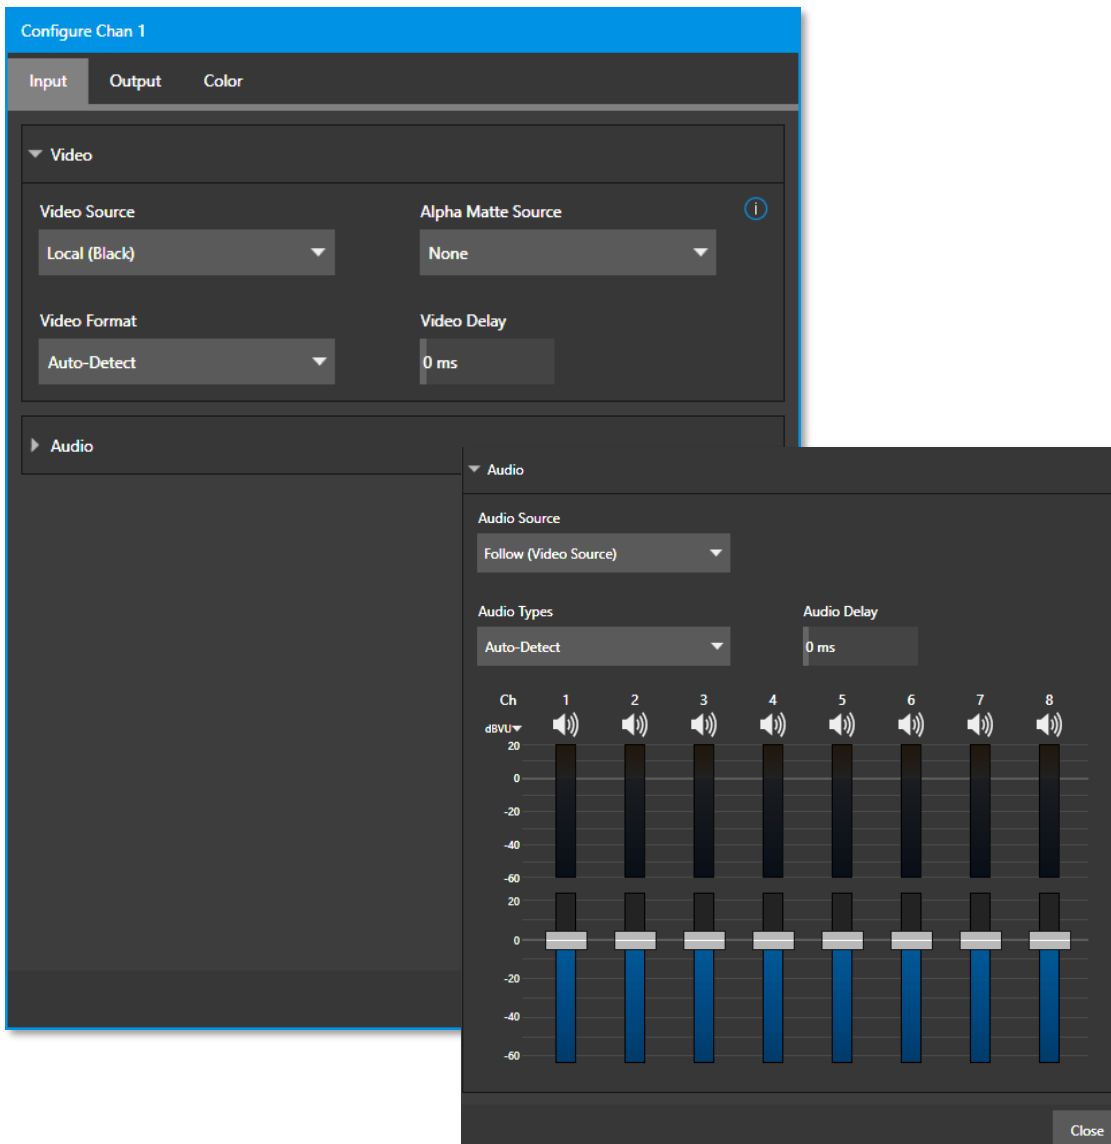 Configure Chan 1
Input Output Color
Video
Video Source Alpha Matte Source i
Local (Black) None
Video Format Video Delay
Auto-Detect 0 ms
Audio
Audio
Audio Source
Follow (Video Source)
Audio Types Audio Delay
Auto-Detect 0 ms
Ch 1 2 3 4 5 6 7 8
dBVU
20
0
-20
-40
-60
20
0
-20
-40
-60
Close